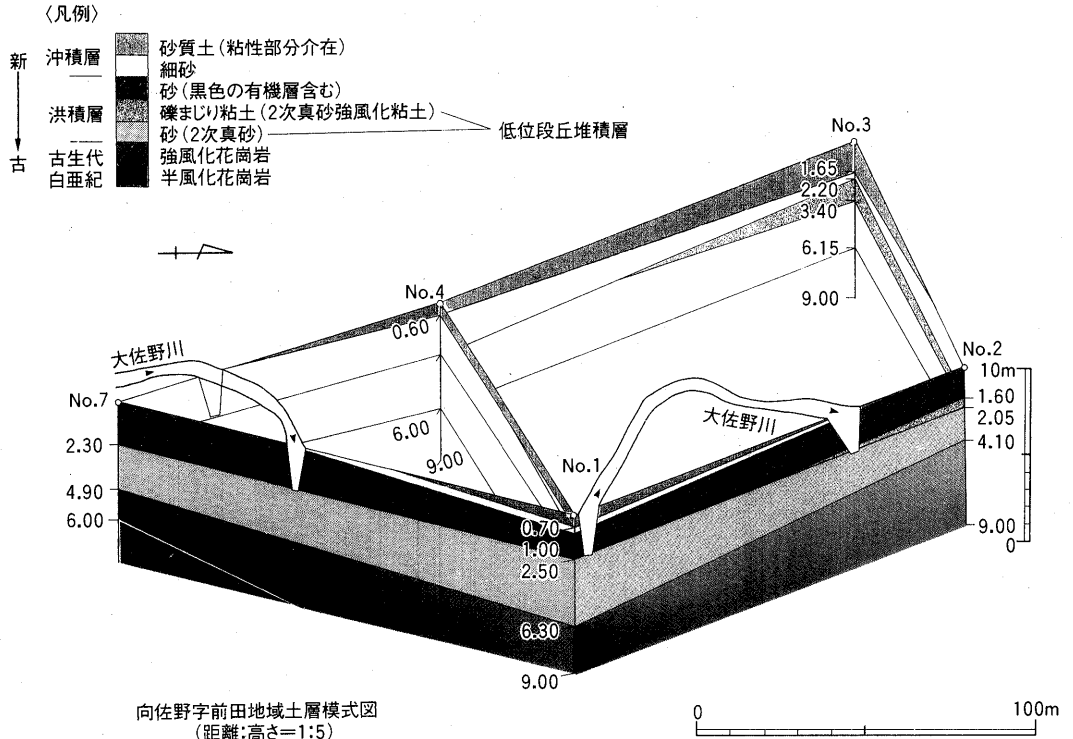 〈凡例〉
新
古
沖積層
洪積層
古生代
白亜紀
砂質土(粘性部分介在)
細砂
砂(黒色の有機層含む)
礫まじり粘土(2次真砂強風化粘土)
砂(2次真砂)
強風化花崗岩
半風化花崗岩
低位段丘堆積層
No.3
1.65
2.20
3.40
6.15
9.00
No.4
0.60
6.00
9.00
大佐野川
No.7
2.30
4.90
6.00
No.1
0.70
1.00
2.50
6.30
9.00
大佐野川
No.2
10m
1.60
2.05
4.10
9.00
0
向佐野字前田地域土層模式図
(距離:高さ=1:5)
0
100m